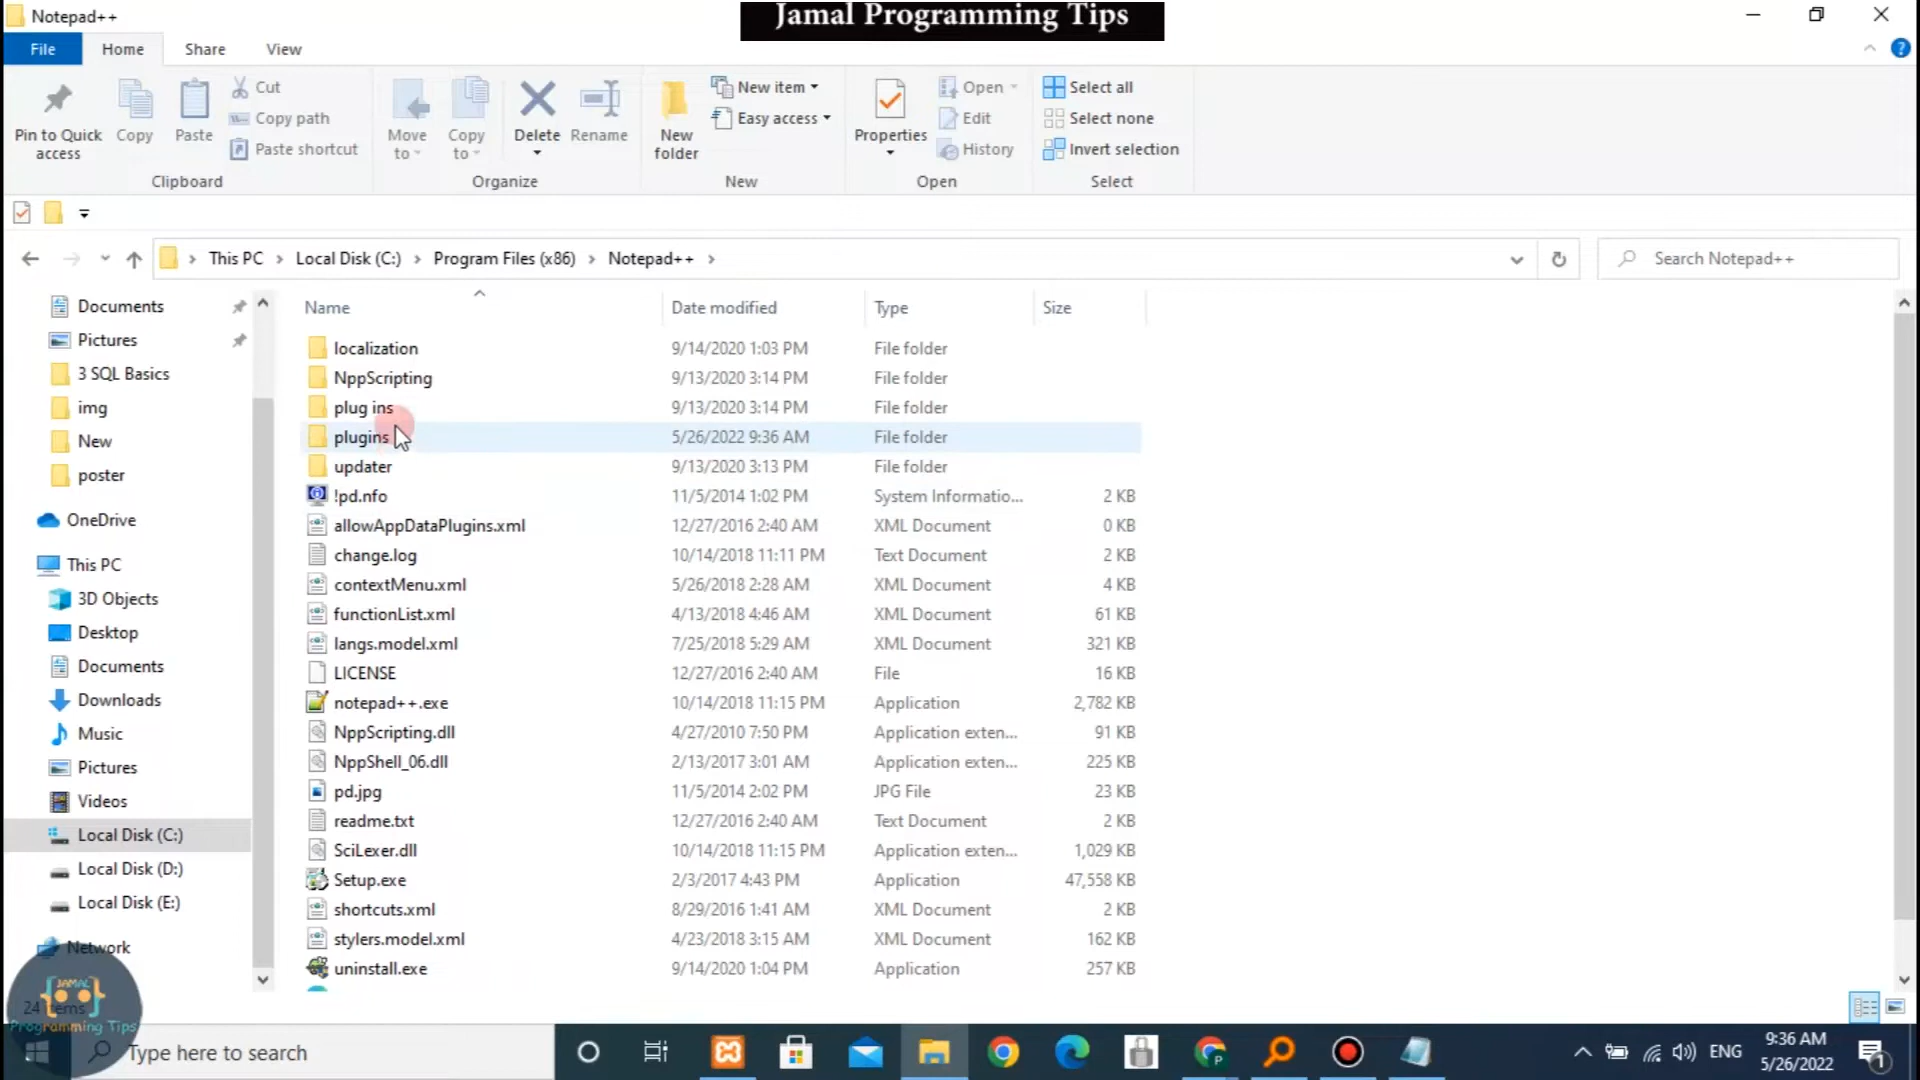 Notepad++
Jamal Programming Tips
File Home Share View
Pin to Quick access
Copy
Paste
Cut
Copy path
Paste shortcut
Clipboard
Move to
Copy to
Delete
Rename
Organize
New folder
New item
Easy access
New
Properties
Open
Edit
History
Open
Select all
Select none
Invert selection
Select
This PC > Local Disk (C:) > Program Files (x86) > Notepad++ >
Search Notepad++
Documents
Pictures
3 SQL Basics
img
New
poster
OneDrive
This PC
3D Objects
Desktop
Documents
Downloads
Music
Pictures
Videos
Local Disk (C:)
Local Disk (D:)
Local Disk (E:)
Network
Name Date modified Type Size
localization 9/14/2020 1:03 PM File folder
NppScripting 9/13/2020 3:14 PM File folder
plug ins 9/13/2020 3:14 PM File folder
plugins 5/26/2022 9:36 AM File folder
updater 9/13/2020 3:13 PM File folder
!pd.nfo 11/5/2014 1:02 PM System Informatio... 2 KB
allowAppDataPlugins.xml 12/27/2016 2:40 AM XML Document 0 KB
change.log 10/14/2018 11:11 PM Text Document 2 KB
contextMenu.xml 5/26/2018 2:28 AM XML Document 4 KB
functionList.xml 4/13/2018 4:46 AM XML Document 61 KB
langs.model.xml 7/25/2018 5:29 AM XML Document 321 KB
LICENSE 12/27/2016 2:40 AM File 16 KB
notepad++.exe 10/14/2018 11:15 PM Application 2,782 KB
NppScripting.dll 4/27/2010 7:50 PM Application exten... 91 KB
NppShell_06.dll 2/13/2017 3:01 AM Application exten... 225 KB
pd.jpg 11/5/2014 2:02 PM JPG File 23 KB
readme.txt 12/27/2016 2:40 AM Text Document 2 KB
SciLexer.dll 10/14/2018 11:15 PM Application exten... 1,029 KB
Setup.exe 2/3/2017 4:43 PM Application 47,558 KB
shortcuts.xml 8/29/2016 1:41 AM XML Document 2 KB
stylers.model.xml 4/23/2018 3:15 AM XML Document 162 KB
uninstall.exe 9/14/2020 1:04 PM Application 257 KB
24 items
JAMAL
Programming Tips
Type here to search
ENG
9:36 AM
5/26/2022
1